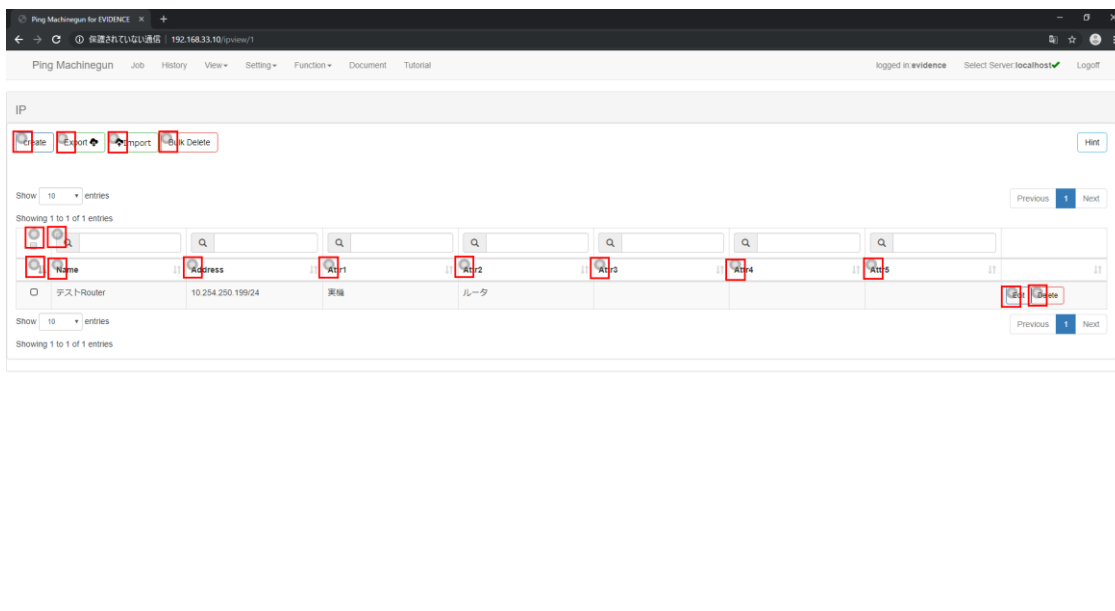 Ping Machinegun for EVIDENCE × +
保護されていない通信 | 192.168.33.10/ipview/1
Ping Machinegun Job History View Setting Function Document Tutorial logged in:evidence Select Server:localhost Logoff
IP
Create Export Import Bulk Delete Hint
Show 10 entries Previous 1 Next
Showing 1 to 1 of 1 entries
Name Address Attr1 Attr2 Attr3 Attr4 Attr5
テストRouter 10.254.250.199/24 実機 ルータ Edit Delete
Show 10 entries Previous 1 Next
Showing 1 to 1 of 1 entries